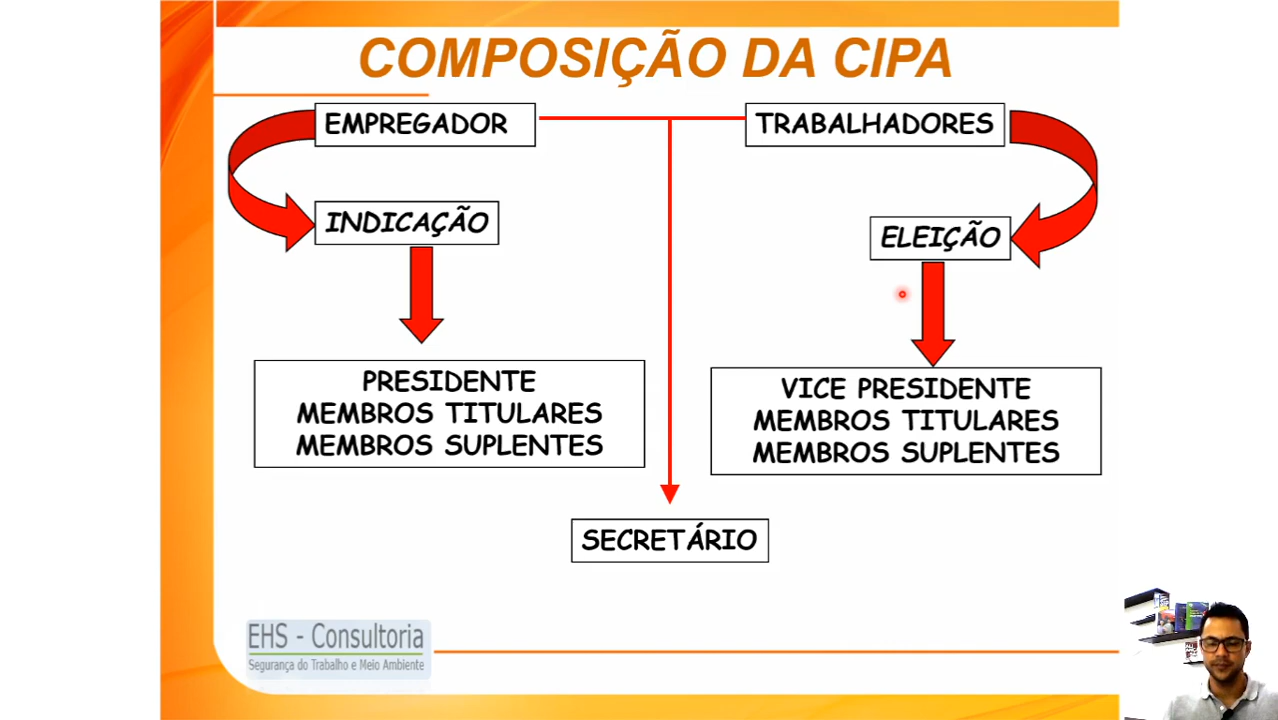 COMPOSIÇÃO DA CIPA
EMPREGADOR
TRABALHADORES
INDICAÇÃO
ELEIÇÃO
PRESIDENTE
MEMBROS TITULARES
MEMBROS SUPLENTES
VICE PRESIDENTE
MEMBROS TITULARES
MEMBROS SUPLENTES
SECRETÁRIO
EHS - Consultoria
Segurança do Trabalho e Meio Ambiente